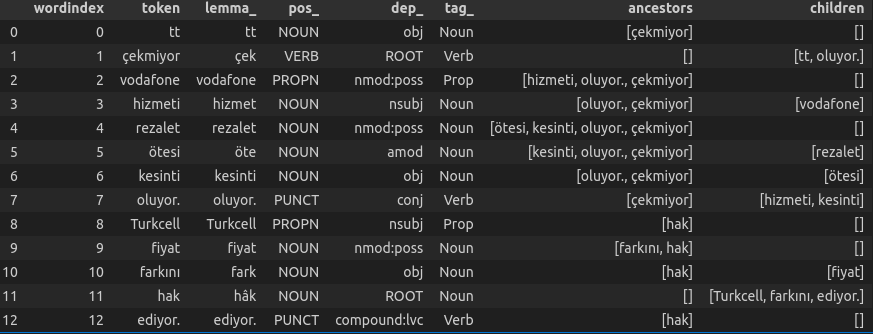 wordindex token lemma_ pos_ dep_ tag_ ancestors children
0 0 tt tt NOUN obj Noun [çekmiyor] []
1 1 çekmiyor çek VERB ROOT Verb [] [tt, oluyor.]
2 2 vodafone vodafone PROPN nmod:poss Prop [hizmeti, oluyor., çekmiyor] []
3 3 hizmeti hizmet NOUN nsubj Noun [oluyor., çekmiyor] [vodafone]
4 4 rezalet rezalet NOUN nmod:poss Noun [ötesi, kesinti, oluyor., çekmiyor] []
5 5 ötesi öte NOUN amod Noun [kesinti, oluyor., çekmiyor] [rezalet]
6 6 kesinti kesinti NOUN obj Noun [oluyor., çekmiyor] [ötesi]
7 7 oluyor. oluyor. PUNCT conj Verb [çekmiyor] [hizmeti, kesinti]
8 8 Turkcell Turkcell PROPN nsubj Prop [hak] []
9 9 fiyat fiyat NOUN nmod:poss Noun [farkını, hak] []
10 10 farkını fark NOUN obj Noun [hak] [fiyat]
11 11 hak hâk NOUN ROOT Noun [] [Turkcell, farkını, ediyor.]
12 12 ediyor. ediyor. PUNCT compound:lvc Verb [hak] []